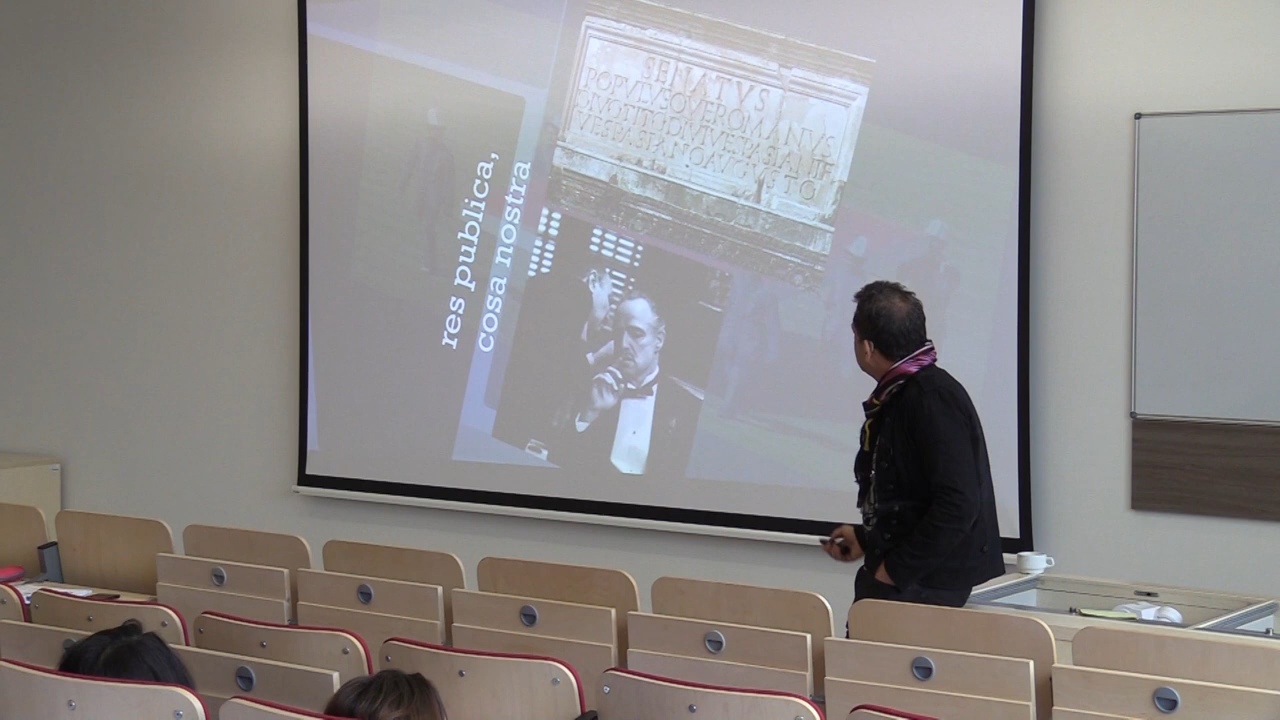 res publica,
cosa nostra
SENATVS
POPVLVSQVEROMANVS
DIVOTITODIVIVESPASIANIF
VESPASIANOAVGVSTO